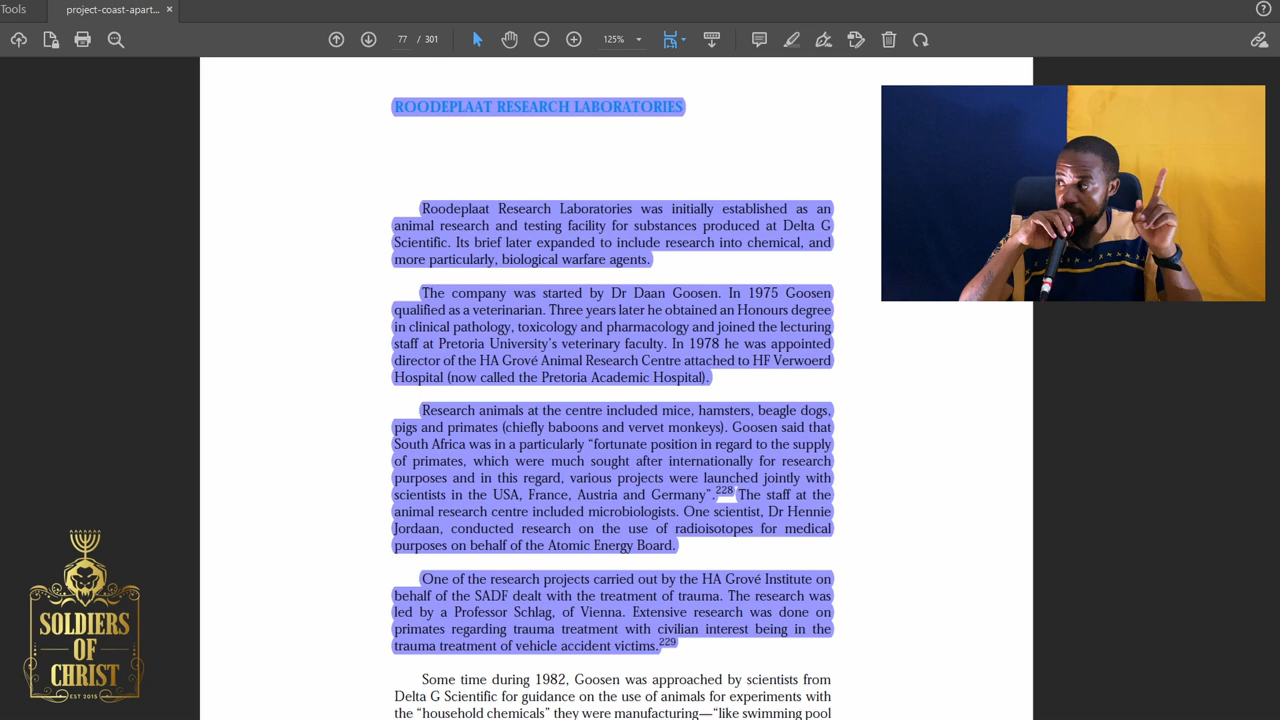 Tools
project-coast-apart... ×
77 / 301
125%
ROODEPLAAT RESEARCH LABORATORIES
Roodeplaat Research Laboratories was initially established as an
animal research and testing facility for substances produced at Delta G
Scientific. Its brief later expanded to include research into chemical, and
more particularly, biological warfare agents.
The company was started by Dr Daan Goosen. In 1975 Goosen
qualified as a veterinarian. Three years later he obtained an Honours degree
in clinical pathology, toxicology and pharmacology and joined the lecturing
staff at Pretoria University's veterinary faculty. In 1978 he was appointed
director of the HA Grové Animal Research Centre attached to HF Verwoerd
Hospital (now called the Pretoria Academic Hospital).
Research animals at the centre included mice, hamsters, beagle dogs,
pigs and primates (chiefly baboons and vervet monkeys). Goosen said that
South Africa was in a particularly “fortunate position in regard to the supply
of primates, which were much sought after internationally for research
purposes and in this regard, various projects were launched jointly with
scientists in the USA, France, Austria and Germany”.228 The staff at the
animal research centre included microbiologists. One scientist, Dr Hennie
Jordaan, conducted research on the use of radioisotopes for medical
purposes on behalf of the Atomic Energy Board.
One of the research projects carried out by the HA Grové Institute on
behalf of the SADF dealt with the treatment of trauma. The research was
led by a Professor Schlag, of Vienna. Extensive research was done on
primates regarding trauma treatment with civilian interest being in the
trauma treatment of vehicle accident victims.229
Some time during 1982, Goosen was approached by scientists from
Delta G Scientific for guidance on the use of animals for experiments with
the “household chemicals” they were manufacturing—“like swimming pool
SOLDIERS
OF
CHRIST
EST 2015